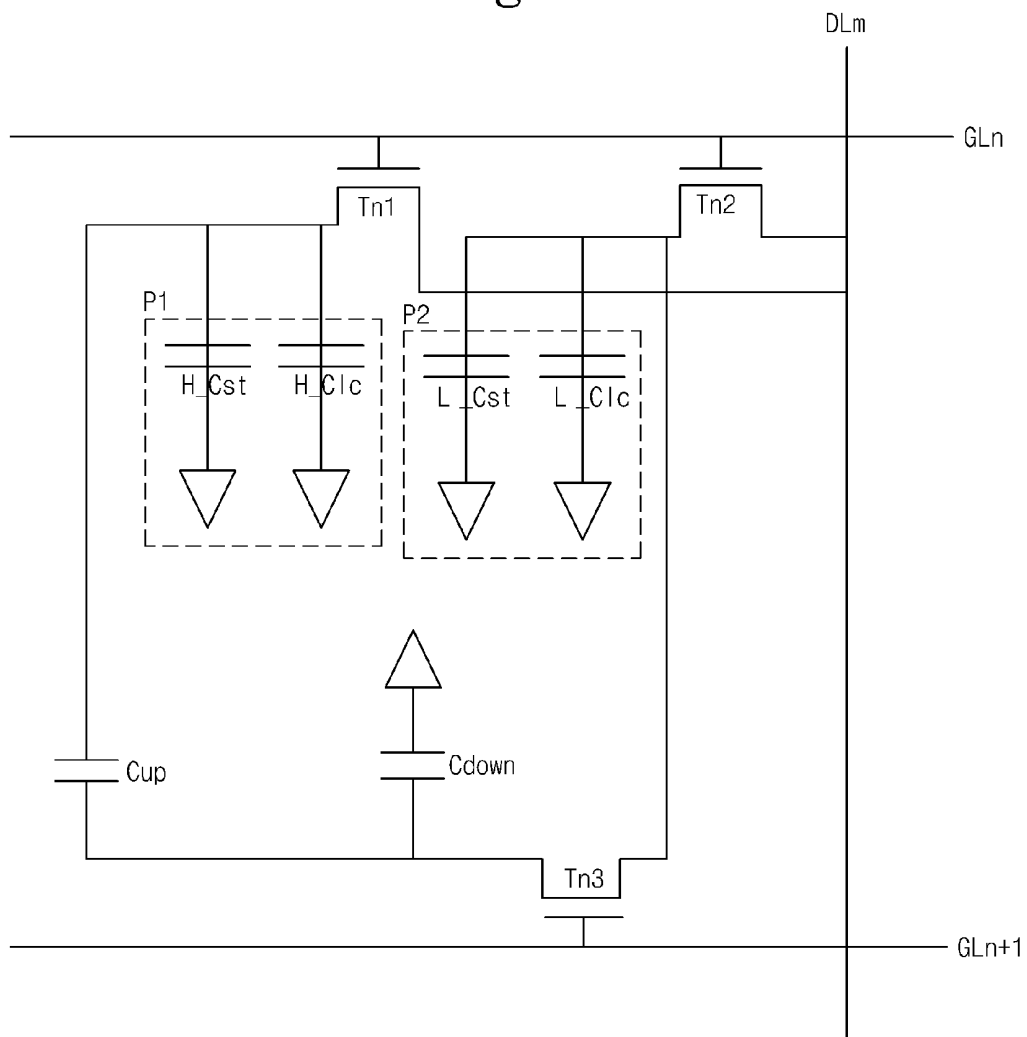 g
DLm
GLn
Tn1
Tn2
P1
P2
H_Cst
H_Clc
L_Cst
L_Clc
Cup
Cdown
Tn3
GLn+1